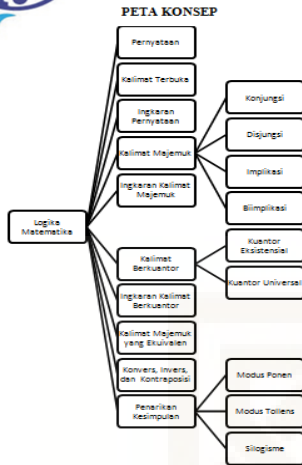 PETA KONSEP
Pernyataan
Kalimat Terbuka
Ingkaran
Pernyataan
Kalimat Majemuk
Ingkaran Kalimat
Majemuk
Logika
Matematika
Kalimat
Berkuantor
Ingkaran Kalimat
Berkuantor
Kalimat Majemuk
yang Ekuivalen
Konvers, Invers,
dan Kontraposisi
Penarikan
Kesimpulan
Konjungsi
Disjungsi
Implikasi
Biimplikasi
Kuantor
Eksistensial
Kuantor Universal
Modus Ponen
Modus Tollens
Silogisme